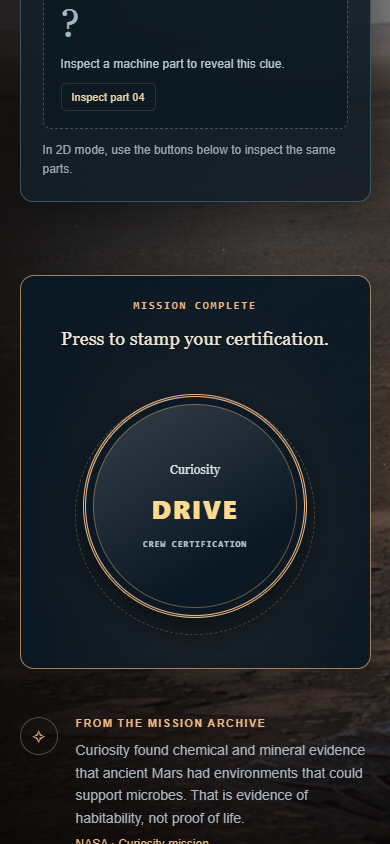 ?
Inspect a machine part to reveal this clue.
Inspect part 04
In 2D mode, use the buttons below to inspect the same
parts.
MISSION COMPLETE
Press to stamp your certification.
Curiosity
DRIVE
CREW CERTIFICATION
FROM THE MISSION ARCHIVE
Curiosity found chemical and mineral evidence
that ancient Mars had environments that could
support microbes. That is evidence of
habitability, not proof of life.
NASA · Curiosity mission